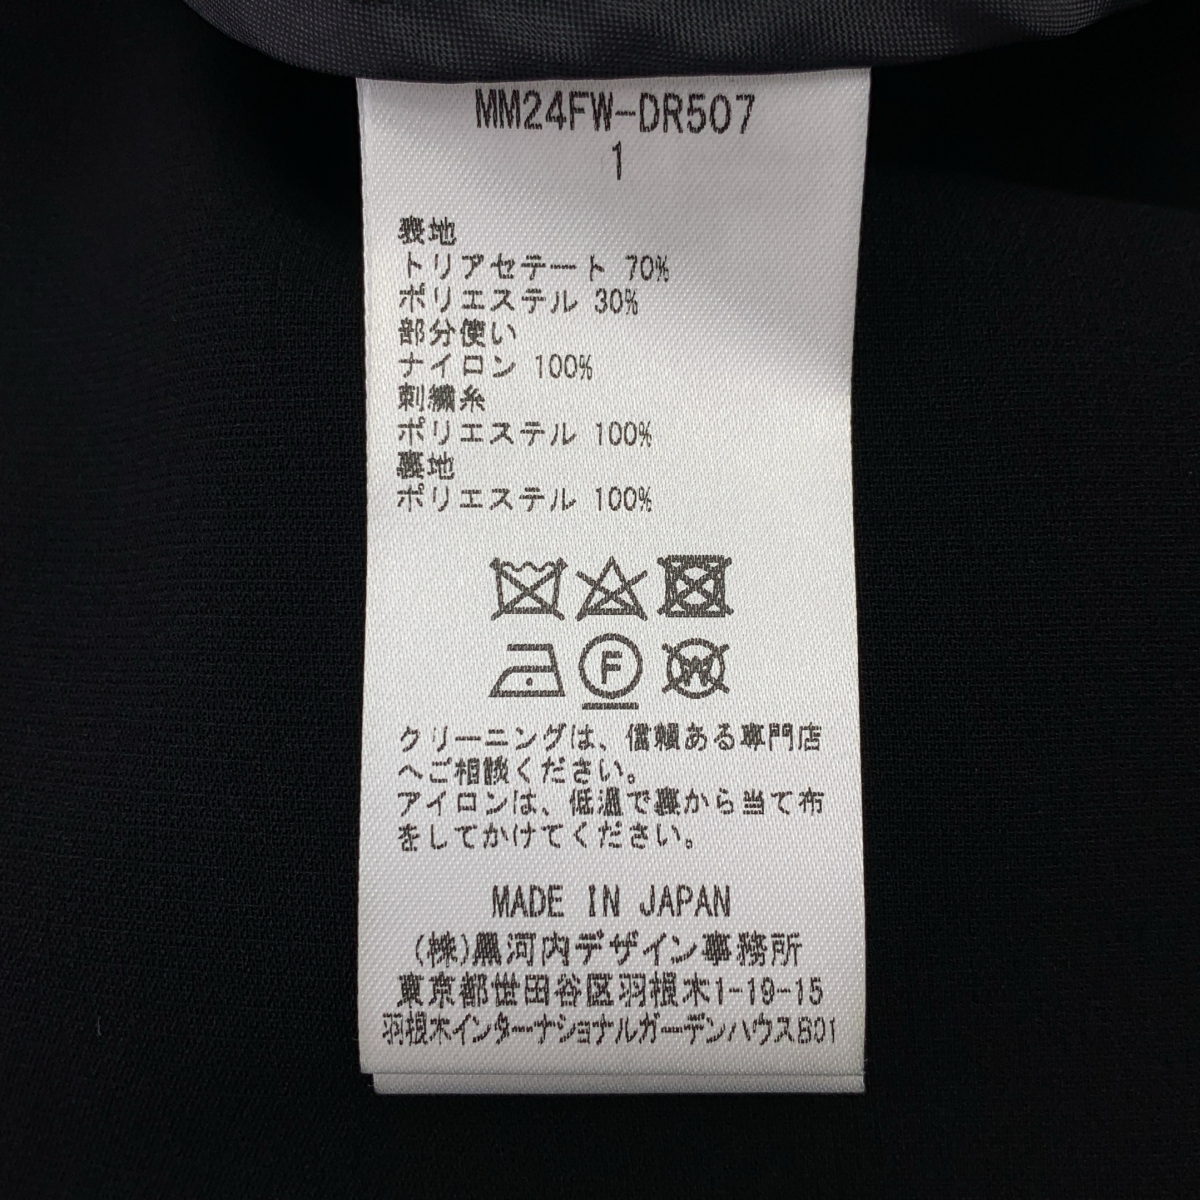 MM24FW-DR507
1
表地
トリアセテート 70%
ポリエステル 30%
部分使い
ナイロン 100%
刺繍糸
ポリエステル 100%
裏地
ポリエステル 100%
F
W
クリーニングは、信頼ある専門店
へご相談ください。
アイロンは、低温で裏から当て布
をしてかけてください。
MADE IN JAPAN
(株)黒河内デザイン事務所
東京都世田谷区羽根木1-19-15
羽根木インターナショナルガーデンハウスB01